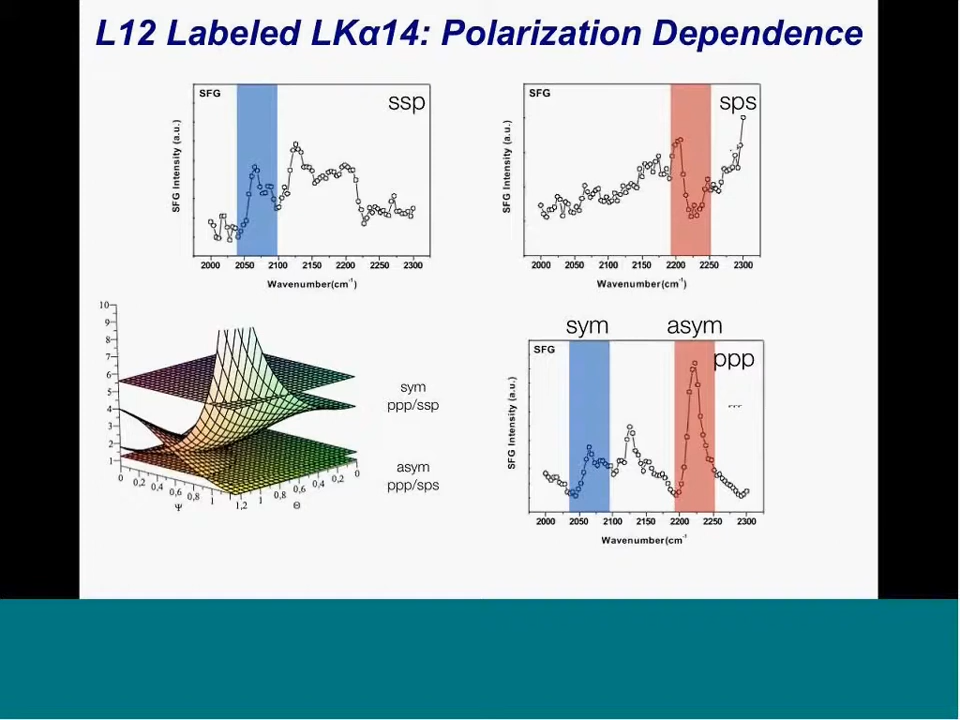 L12 Labeled LKα14: Polarization Dependence
SFG
ssp
SFG Intensity (a.u.)
2000 2050 2100 2150 2200 2250 2300
Wavenumber(cm⁻¹)
SFG
sps
SFG Intensity (a.u.)
2000 2050 2100 2150 2200 2250 2300
Wavenumber(cm⁻¹)
10
9
8
7
6
5
4
3
2
1
0 0,2 0,4 0,6 0,8 1 1,2
Ψ
1 0,8 0,6 0,4 0,2 0
Θ
sym
ppp/ssp
asym
ppp/sps
sym asym
SFG
ppp
SFG Intensity (a.u.)
2000 2050 2100 2150 2200 2250 2300
Wavenumber(cm⁻¹)